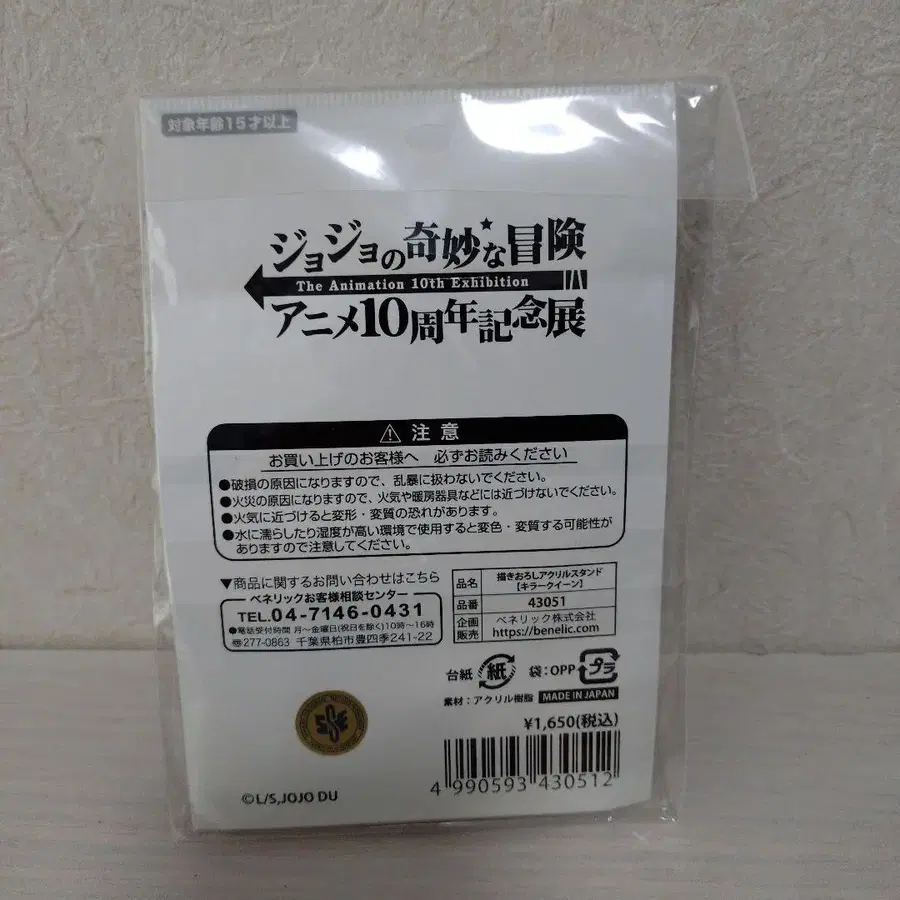 対象年齢15才以上
ジョジョの奇妙な冒険
The Animation 10th Exhibition
アニメ10周年記念展
注意
お買い上げのお客様へ 必ずお読みください
●破損の原因になりますので、乱暴に扱わないでください。
●火災の原因になりますので、火気や暖房器具などには近づけないでください。
●火気に近づけると変形・変質の恐れがあります。
●水に濡らしたり湿度が高い環境で使用すると変色・変質する可能性が
ありますので注意してください。
▼商品に関するお問い合わせはこちら
ベネリックお客様相談センター
TEL.04-7146-0431
●電話受付時間 月〜金曜日(祝日を除く)10時〜16時
〠277-0863 千葉県柏市豊四季241-22
品名 描きおろしアクリルスタンド
【キラークイーン】
品番 43051
企画 ベネリック株式会社
販売 https://benelic.com
台紙 紙 袋:OPP プラ
素材:アクリル樹脂 MADE IN JAPAN
¥1,650(税込)
4 990593 430512
©L/S,JOJO DU